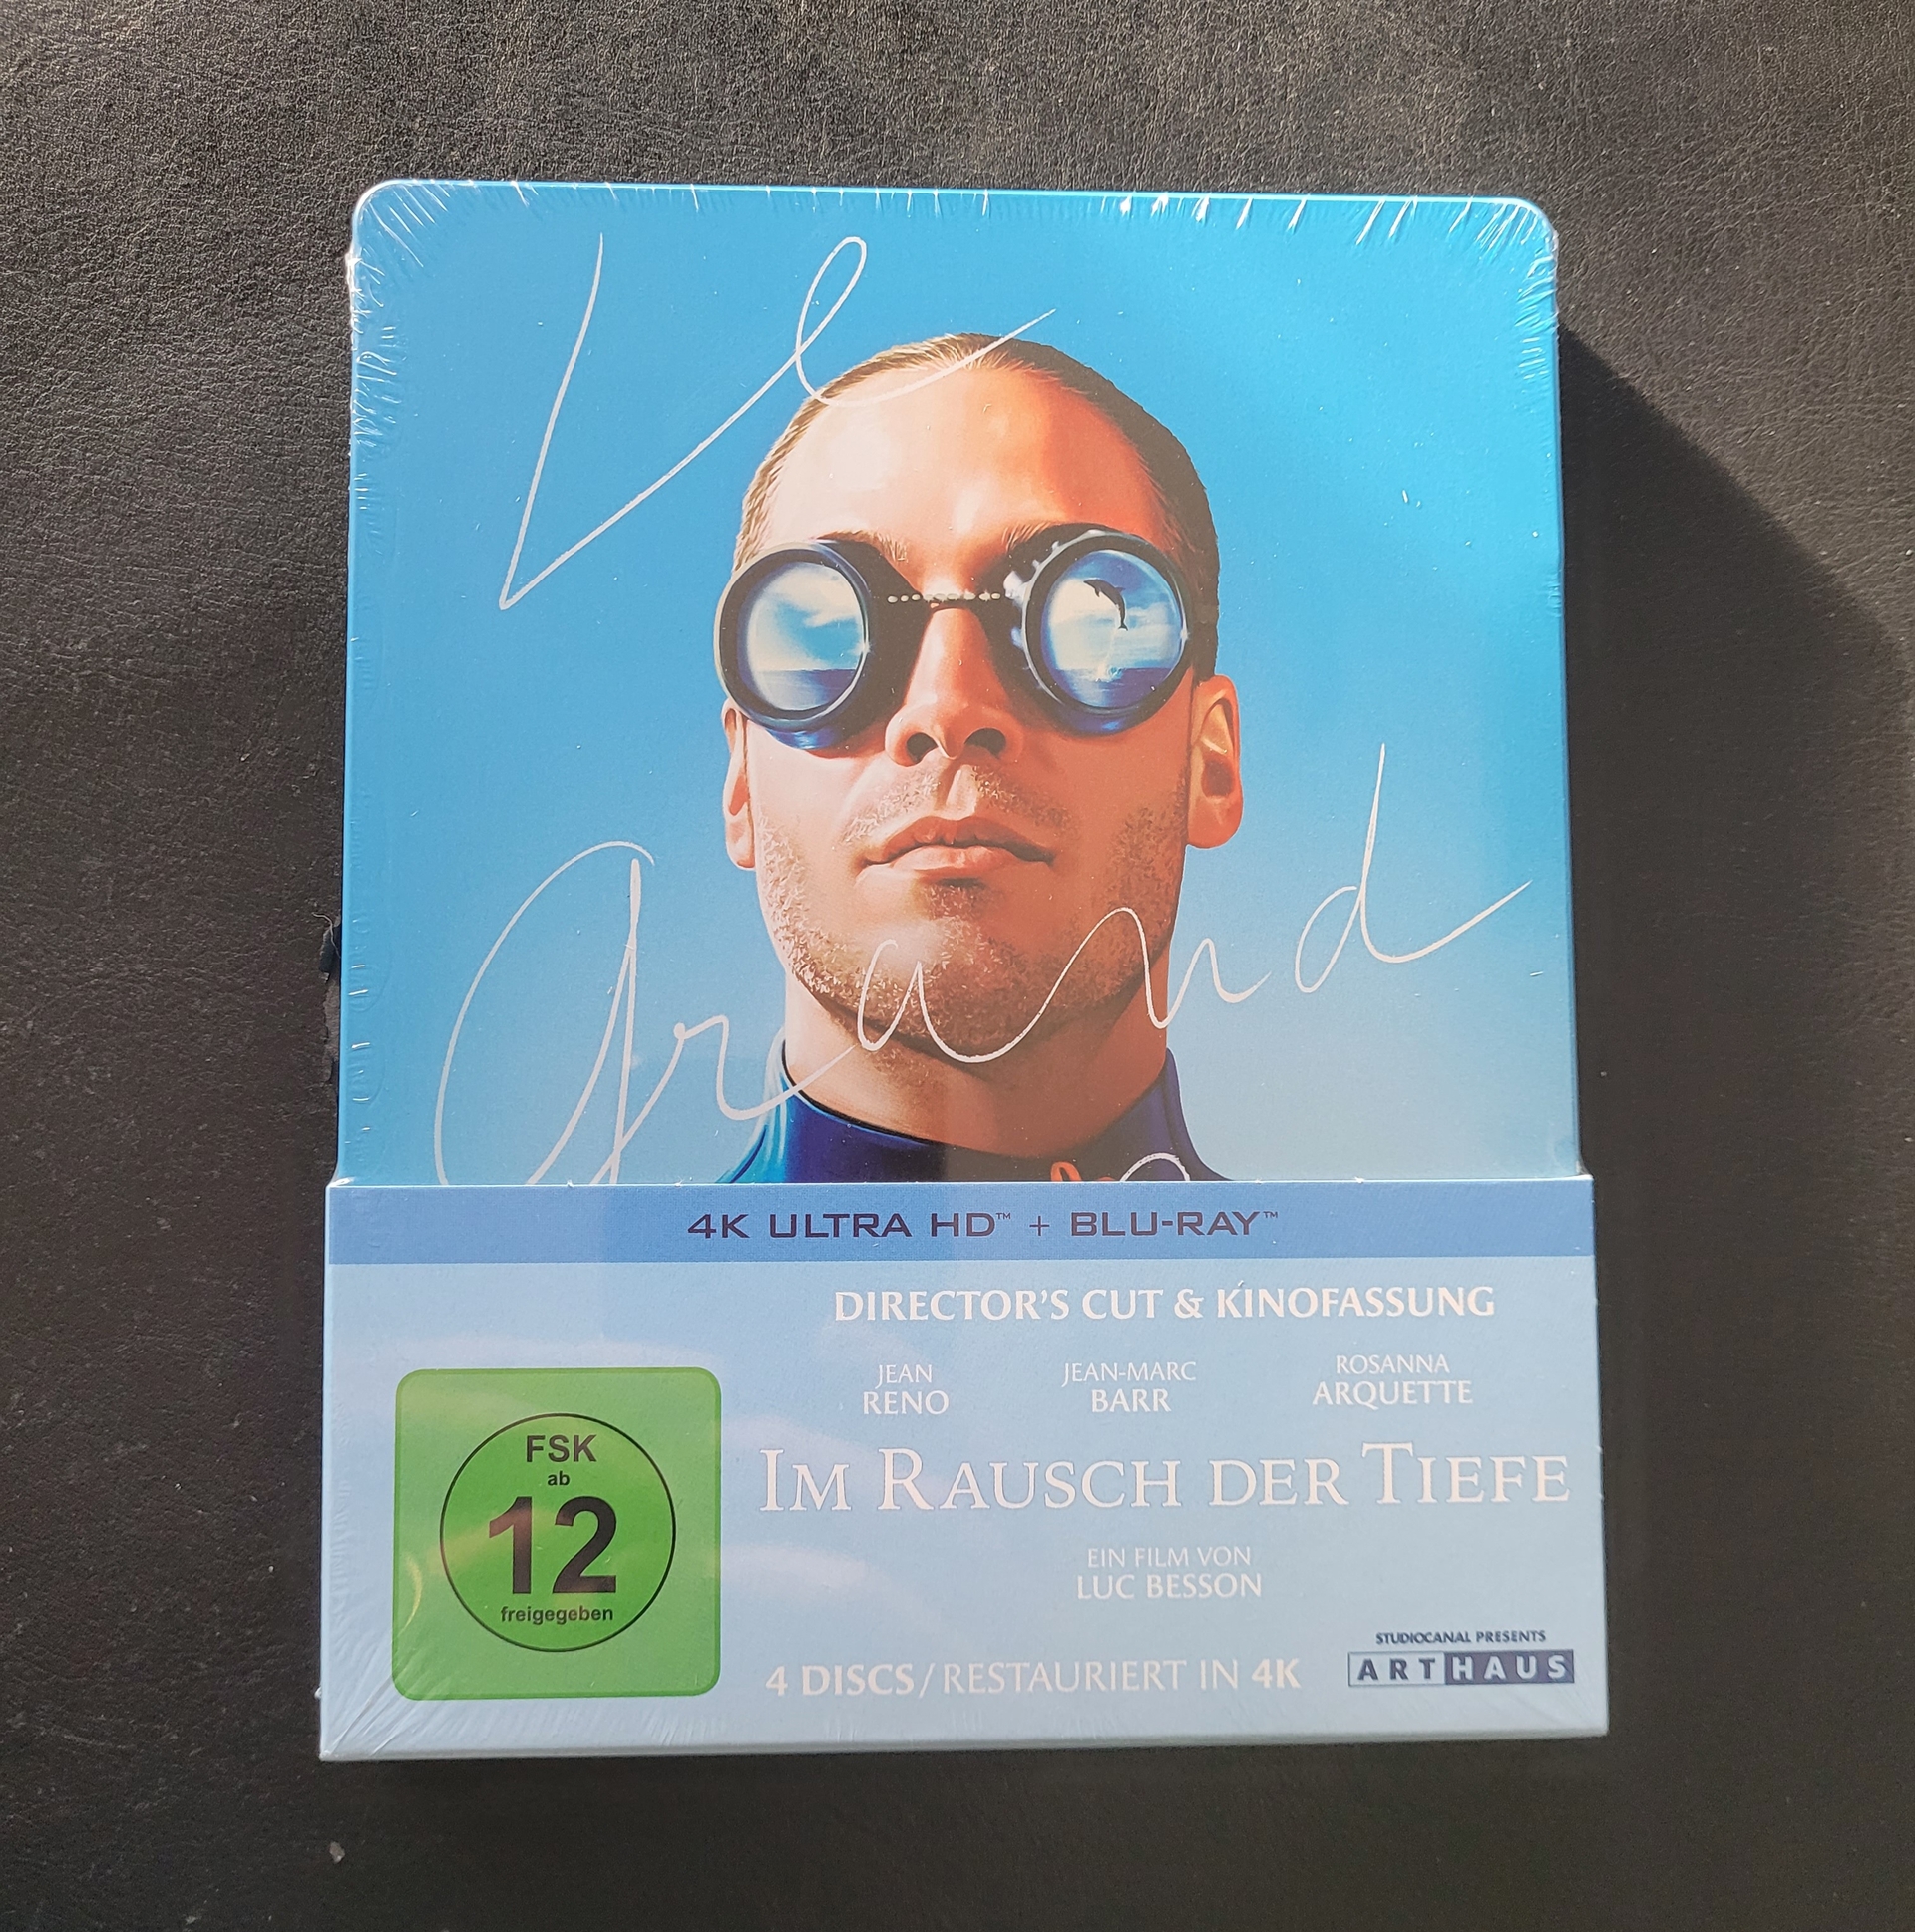 Le
Grand
4K ULTRA HD™ + BLU-RAY™
DIRECTOR'S CUT & KINOFASSUNG
JEAN RENO
JEAN-MARC BARR
ROSANNA ARQUETTE
IM RAUSCH DER TIEFE
EIN FILM VON
LUC BESSON
FSK
ab
12
freigegeben
4 DISCS / RESTAURIERT IN 4K
STUDIOCANAL PRESENTS
ARTHAUS